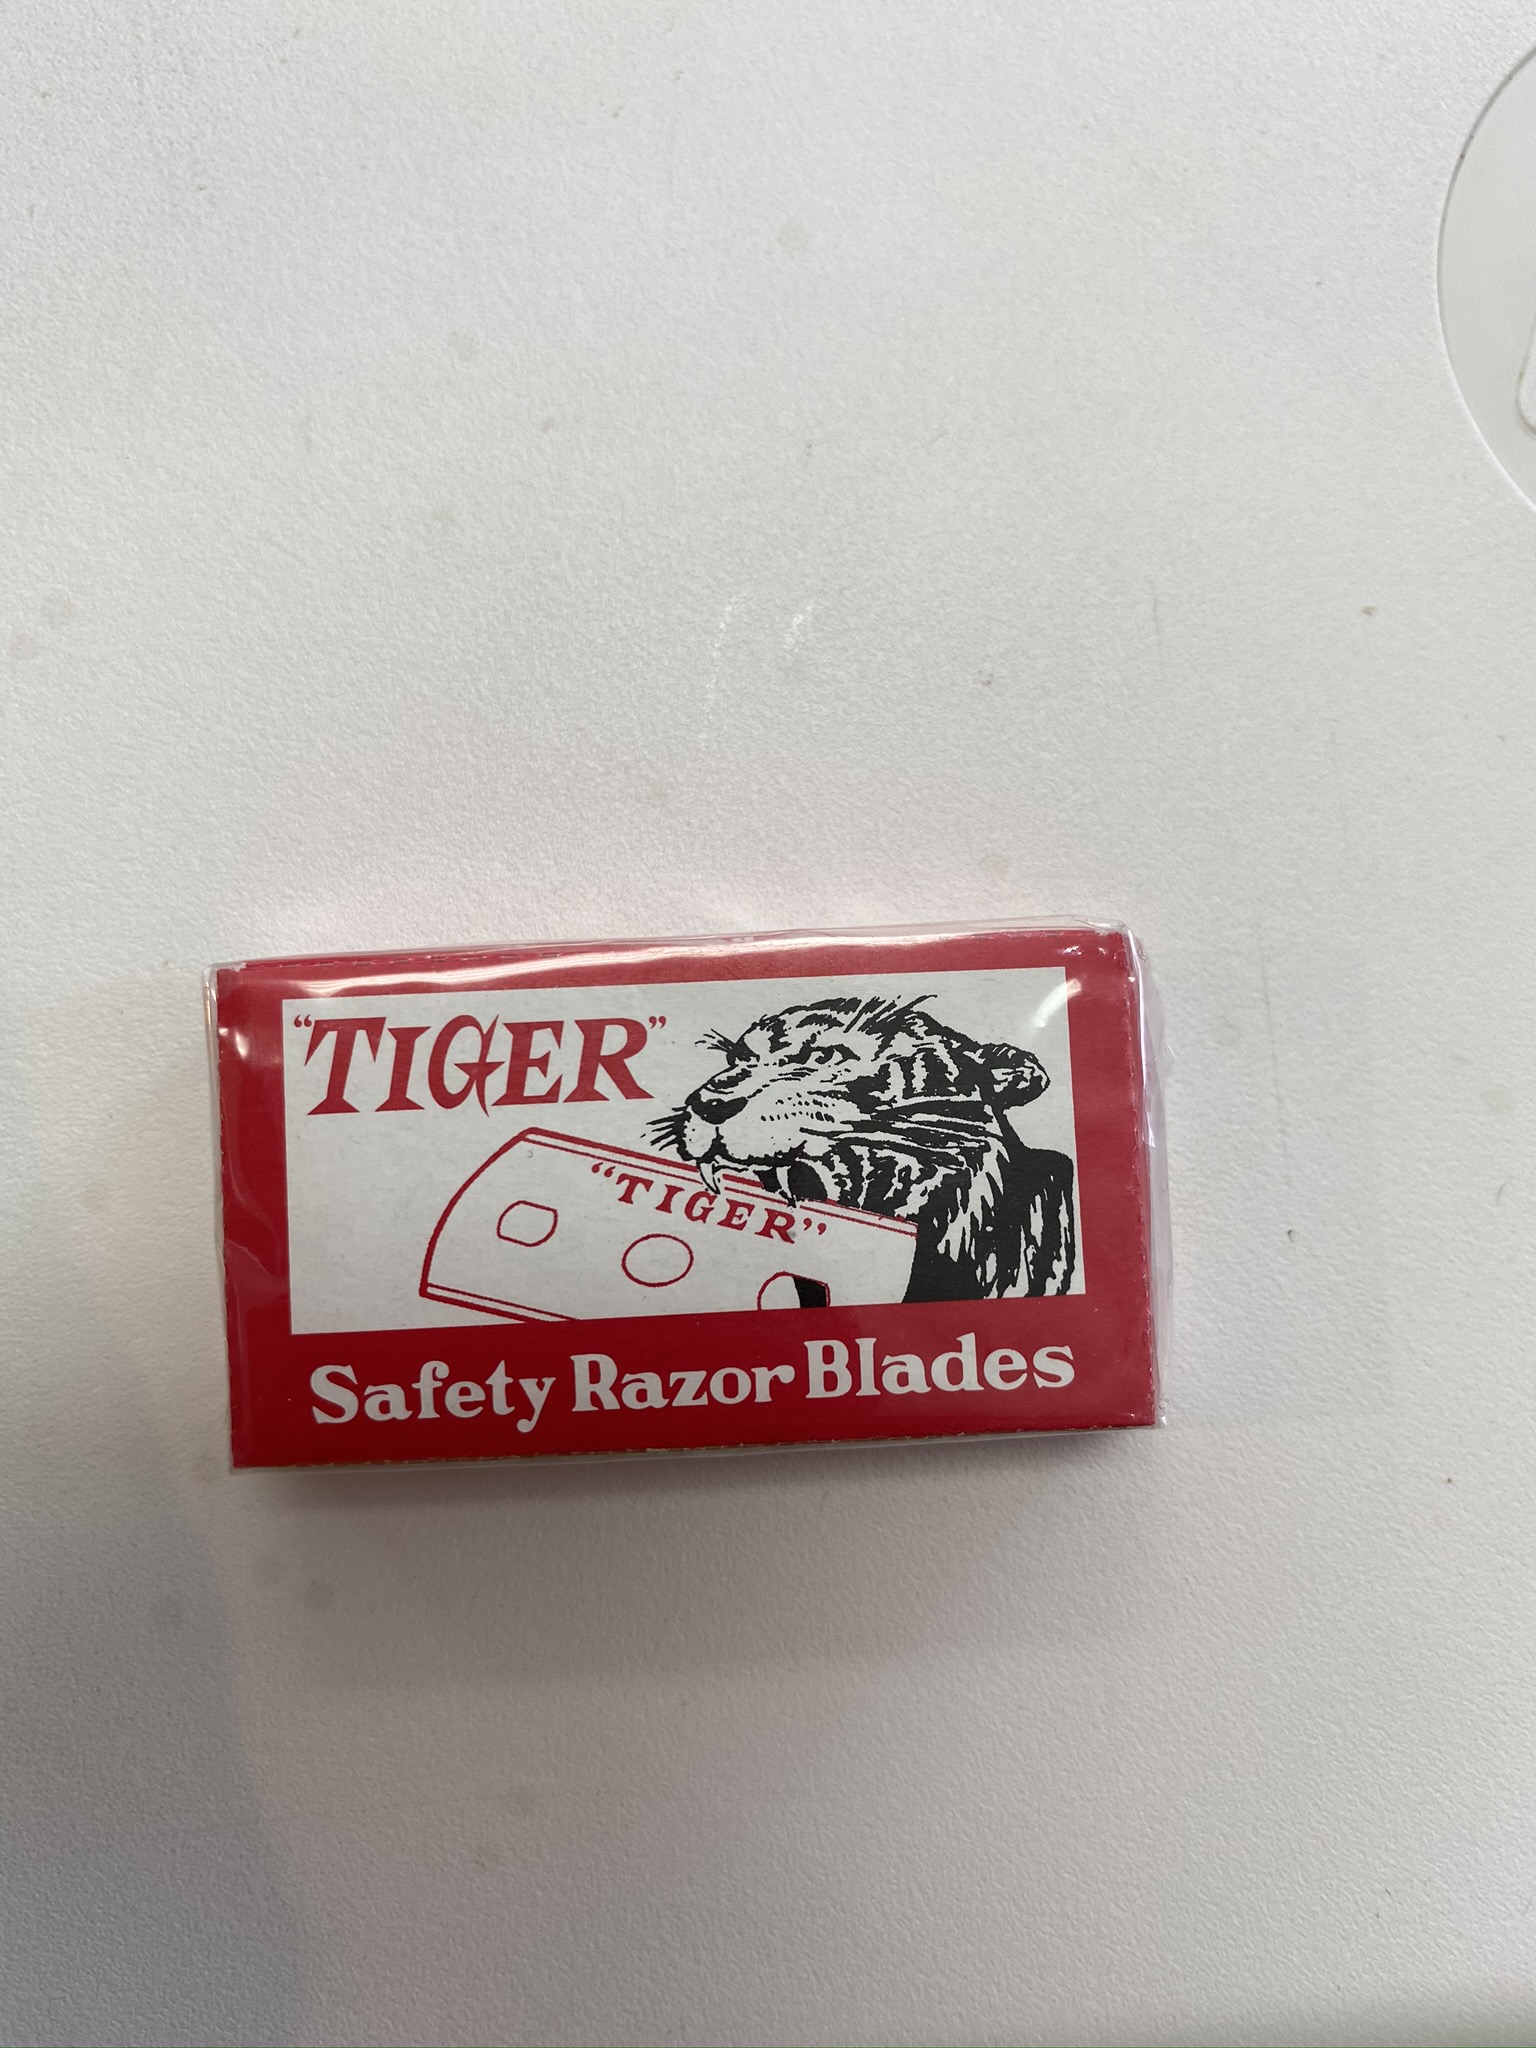 "TIGER"
"TIGER"
Safety Razor Blades